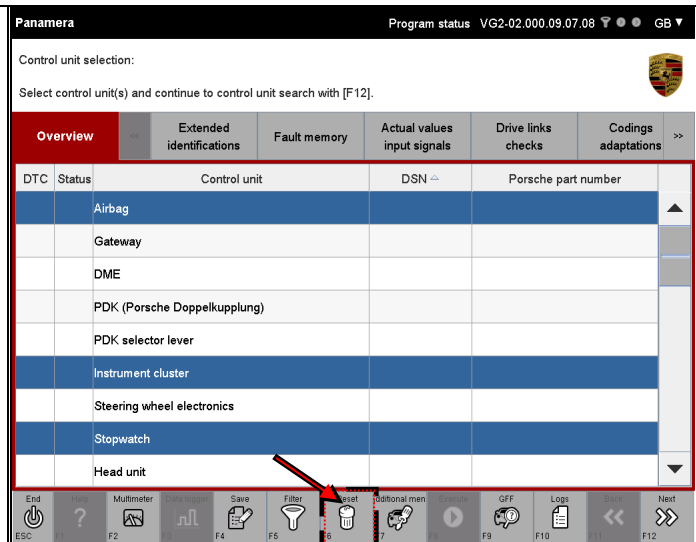 Panamera
Program status VG2-02.000.09.07.08 GB
Control unit selection:
Select control unit(s) and continue to control unit search with [F12].
Overview
<<
Extended
identifications
Fault memory
Actual values
input signals
Drive links
checks
Codings
adaptations
>>
DTC Status Control unit DSN Porsche part number
Airbag
Gateway
DME
PDK (Porsche Doppelkupplung)
PDK selector lever
Instrument cluster
Steering wheel electronics
Stopwatch
Head unit
End Help Multimeter Data logger Save Filter Reset dditional men Execute GFF Logs Back Next
ESC F1 F2 F3 F4 F5 F6 7 F8 F9 F10 F11 F12